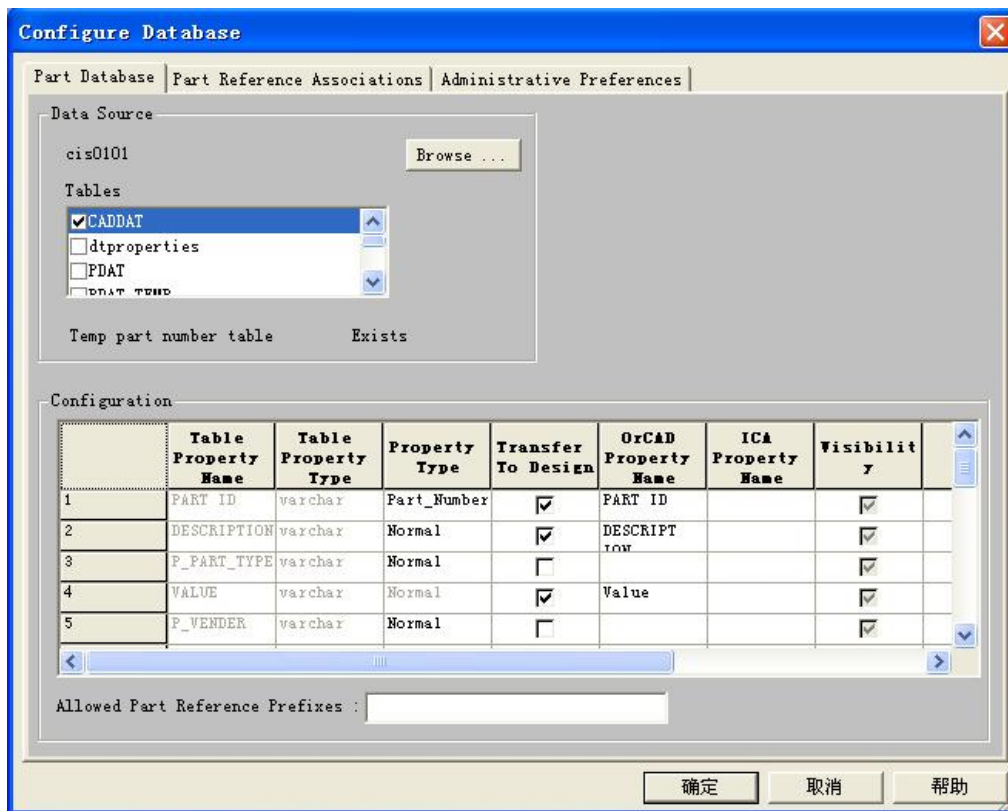 Configure Database
Part Database Part Reference Associations Administrative Preferences
Data Source
cis0101 Browse ...
Tables
CADDAT
dtproperties
PDAT
PDAT_TEMP
Temp part number table Exists
Configuration
Table Property Name Table Property Type Property Type Transfer To Design OrCAD Property Name ICA Property Name Visibility
1 PART ID varchar Part_Number PART ID
2 DESCRIPTION varchar Normal DESCRIPTION
3 P_PART_TYPE varchar Normal
4 VALUE varchar Normal Value
5 P_VENDER varchar Normal
Allowed Part Reference Prefixes :
确定 取消 帮助